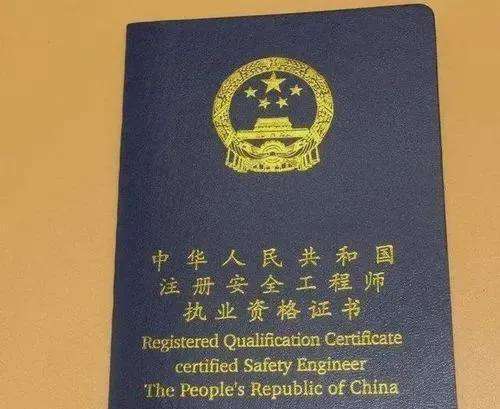 中华人民共和国
注册安全工程师
执业资格证书
Registered Qualification Certificate
certified Safety Engineer
The People's Republic of China